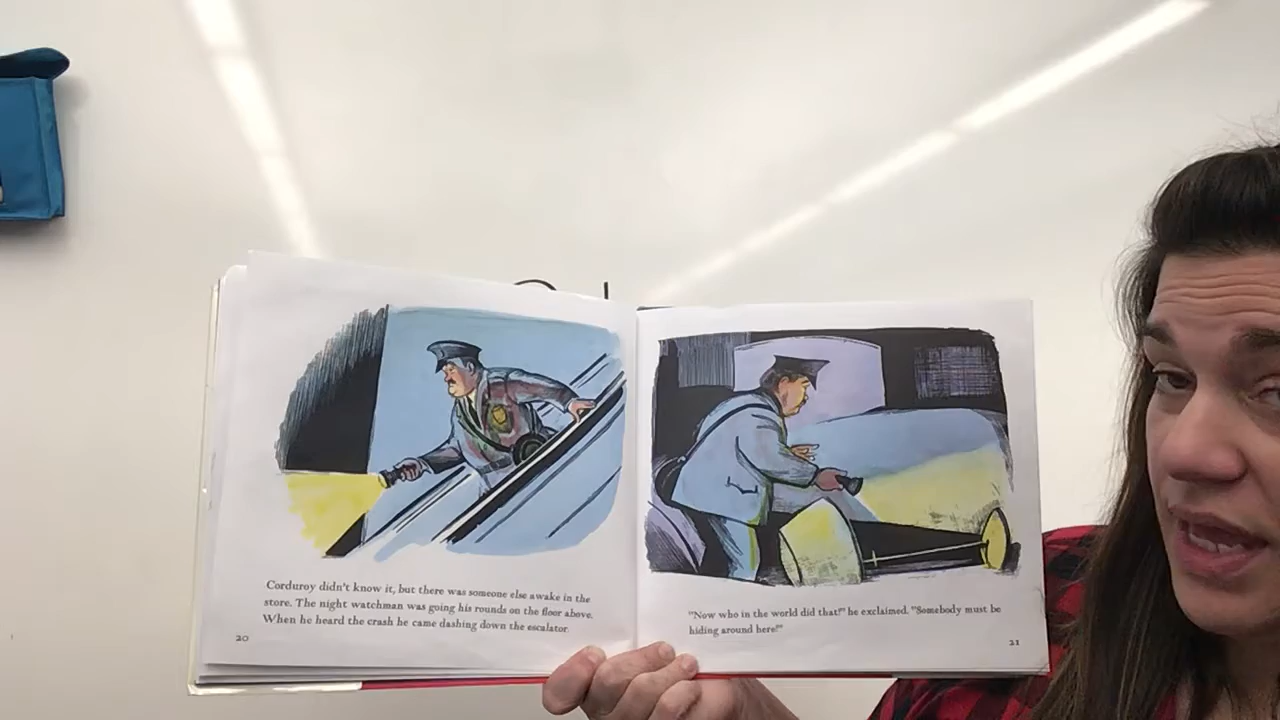 Corduroy didn't know it, but there was someone else awake in the
store. The night watchman was going his rounds on the floor above.
When he heard the crash he came dashing down the escalator.
20
"Now who in the world did that?" he exclaimed. "Somebody must be
hiding around here!"
21